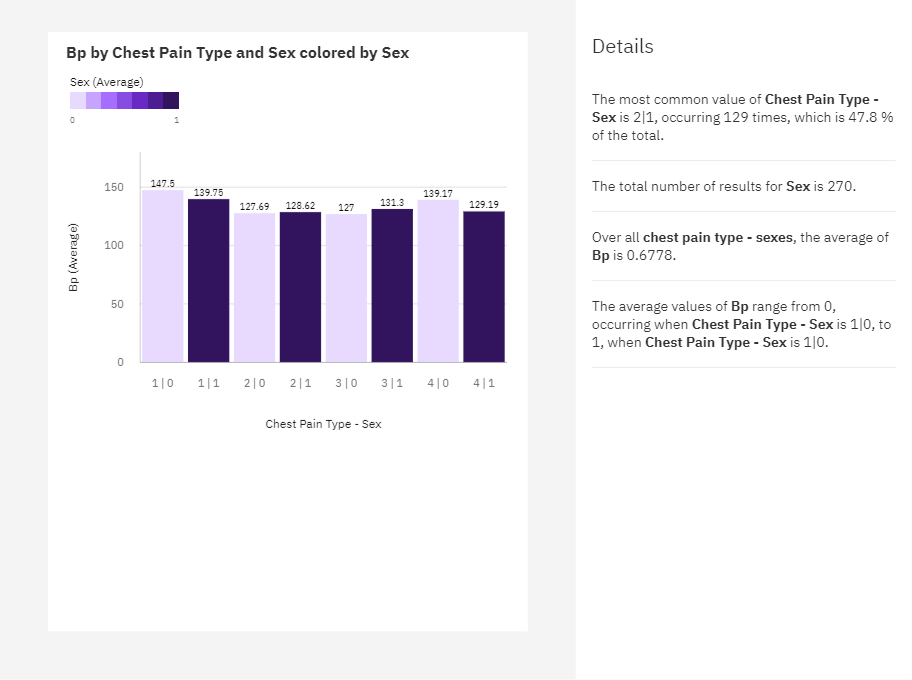 Bp by Chest Pain Type and Sex colored by Sex
Sex (Average)
0 1
150
100
50
0
Bp (Average)
147.5
139.75
127.69
128.62
127
131.3
139.17
129.19
1 | 0 1 | 1 2 | 0 2 | 1 3 | 0 3 | 1 4 | 0 4 | 1
Chest Pain Type - Sex
Details
The most common value of Chest Pain Type -
Sex is 2|1, occurring 129 times, which is 47.8 %
of the total.
The total number of results for Sex is 270.
Over all chest pain type - sexes, the average of
Bp is 0.6778.
The average values of Bp range from 0,
occurring when Chest Pain Type - Sex is 1|0, to
1, when Chest Pain Type - Sex is 1|0.